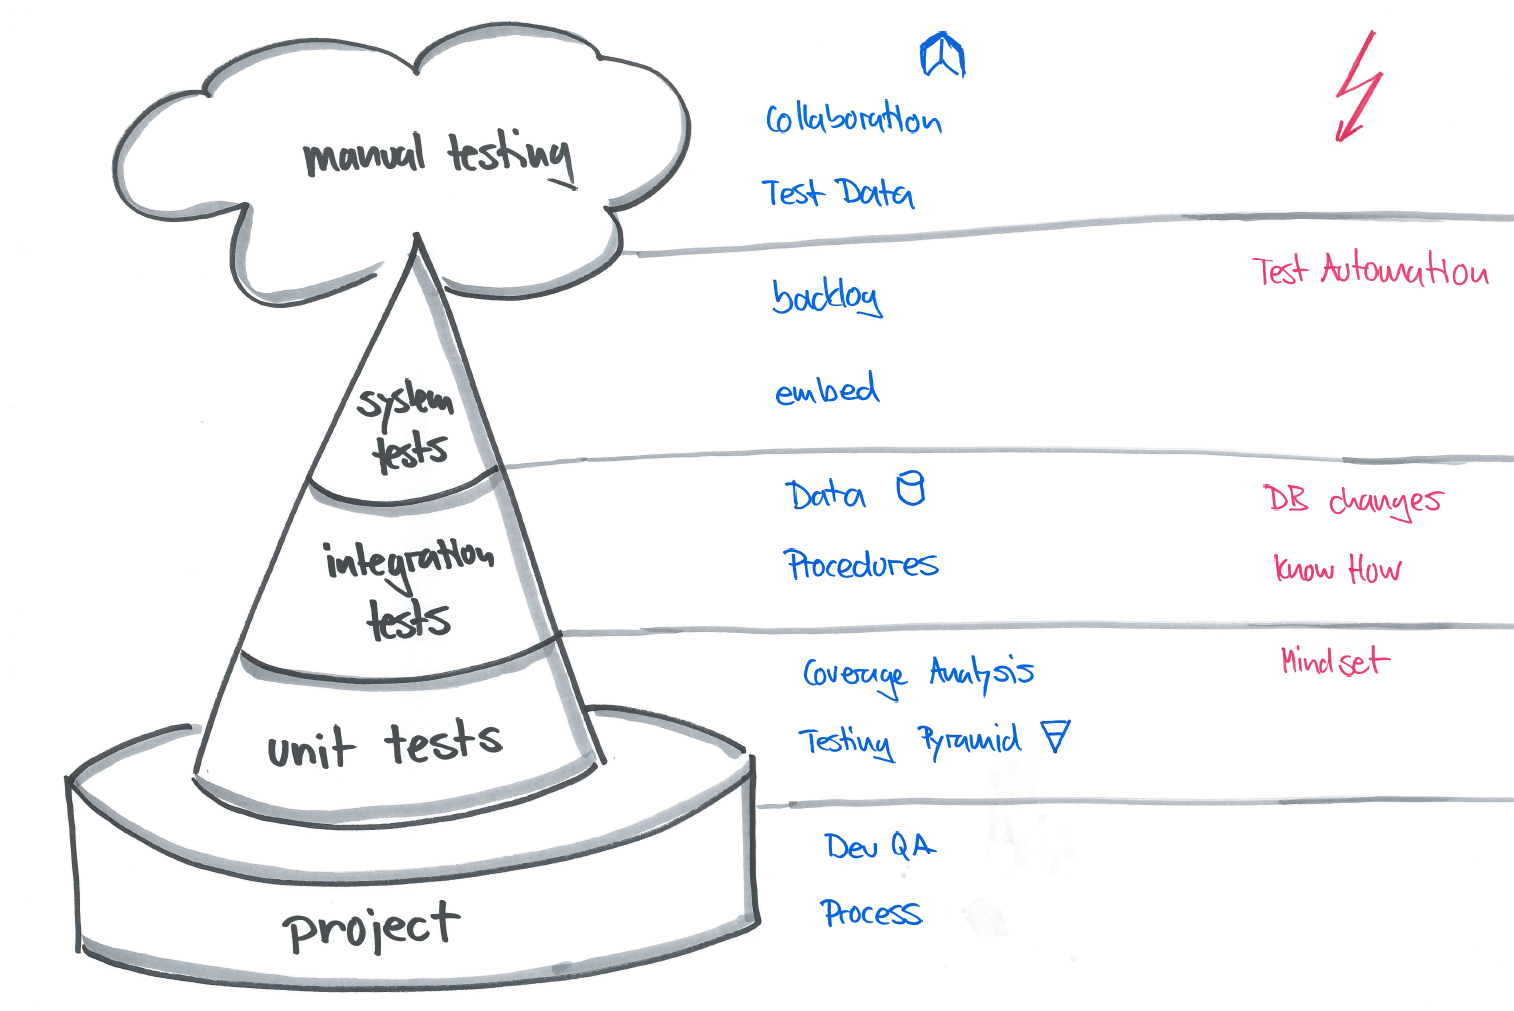 manual testing
Collaboration
Test Data
Test Automation
backlog
embed
system
tests
Data
DB changes
Procedures
Know How
integration
tests
Coverage Analysis
Mindset
Testing Pyramid
unit tests
Dev QA
Process
project